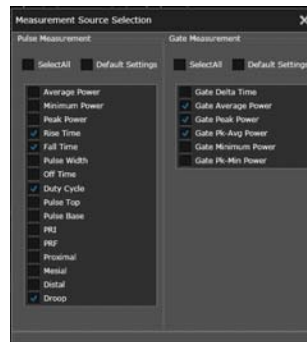 Measurement Source Selection
Pulse Measurement
SelectAll Default Settings
Average Power
Minimum Power
Peak Power
Rise Time
Fall Time
Pulse Width
Off Time
Duty Cycle
Pulse Top
Pulse Base
PRI
PRF
Proximal
Mesial
Distal
Droop
Gate Measurement
SelectAll Default Settings
Gate Delta Time
Gate Average Power
Gate Peak Power
Gate Pk-Avg Power
Gate Minimum Power
Gate Pk-Min Power